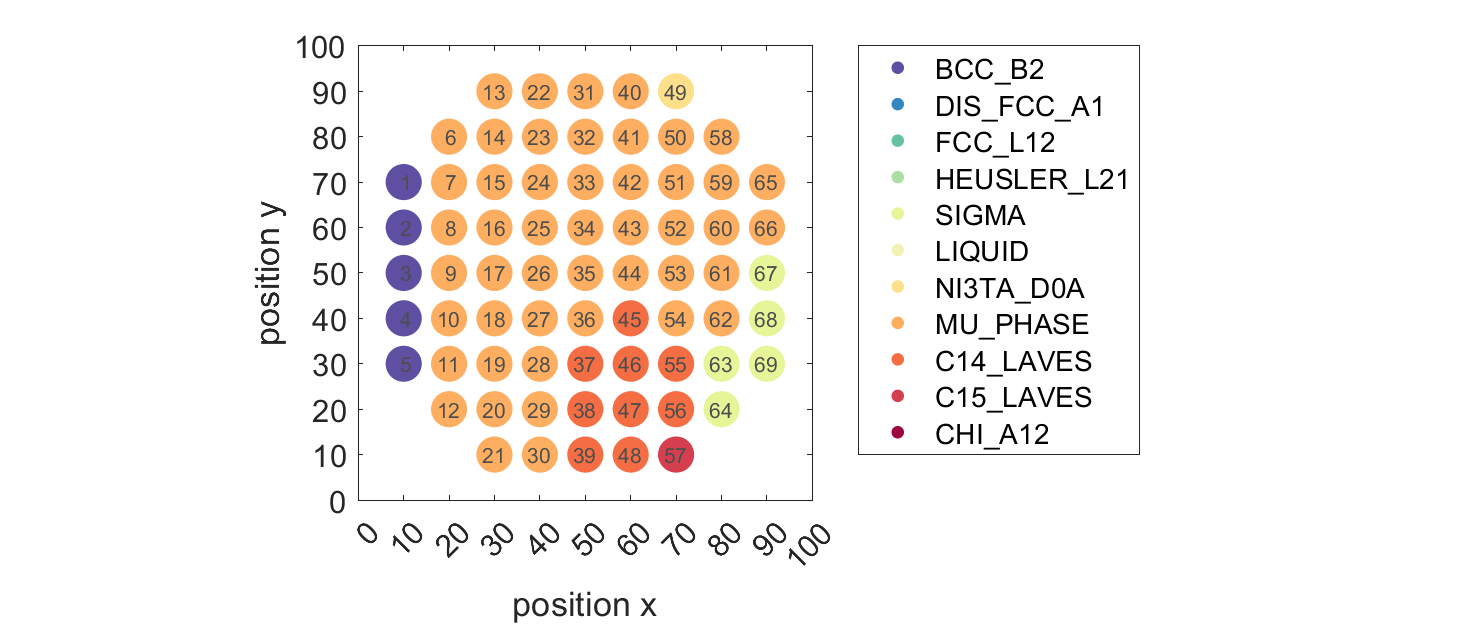 100
90
80
70
60
50
40
30
20
10
0
position y
13 22 31 40 49
6 14 23 32 41 50 58
1 7 15 24 33 42 51 59 65
2 8 16 25 34 43 52 60 66
3 9 17 26 35 44 53 61 67
4 10 18 27 36 45 54 62 68
5 11 19 28 37 46 55 63 69
12 20 29 38 47 56 64
21 30 39 48 57
0 10 20 30 40 50 60 70 80 90 100
position x
BCC_B2
DIS_FCC_A1
FCC_L12
HEUSLER_L21
SIGMA
LIQUID
NI3TA_D0A
MU_PHASE
C14_LAVES
C15_LAVES
CHI_A12